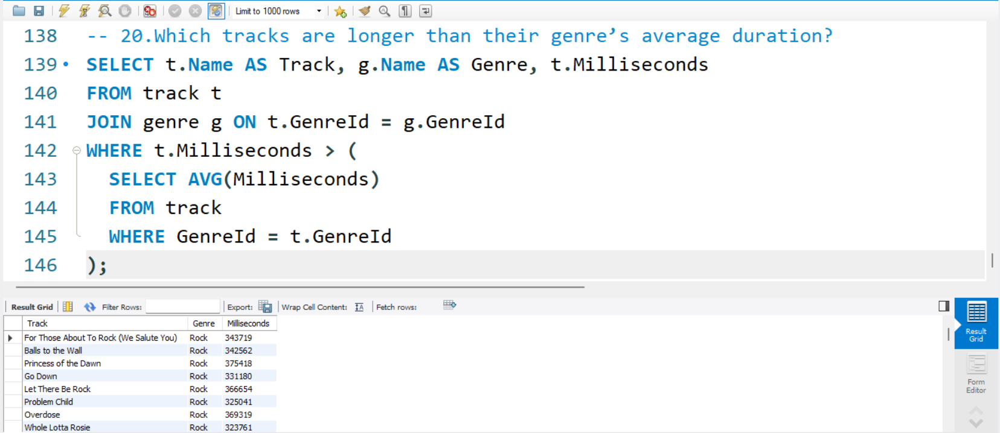 Limit to 1000 rows
138 -- 20.Which tracks are longer than their genre’s average duration?
139 SELECT t.Name AS Track, g.Name AS Genre, t.Milliseconds
140 FROM track t
141 JOIN genre g ON t.GenreId = g.GenreId
142 WHERE t.Milliseconds > (
143 SELECT AVG(Milliseconds)
144 FROM track
145 WHERE GenreId = t.GenreId
146 );
Result Grid Filter Rows: Export: Wrap Cell Content: Fetch rows:
Track Genre Milliseconds
For Those About To Rock (We Salute You) Rock 343719
Balls to the Wall Rock 342562
Princess of the Dawn Rock 375418
Go Down Rock 331180
Let There Be Rock Rock 366654
Problem Child Rock 325041
Overdose Rock 369319
Whole Lotta Rosie Rock 323761
Result
Grid
Form
Editor